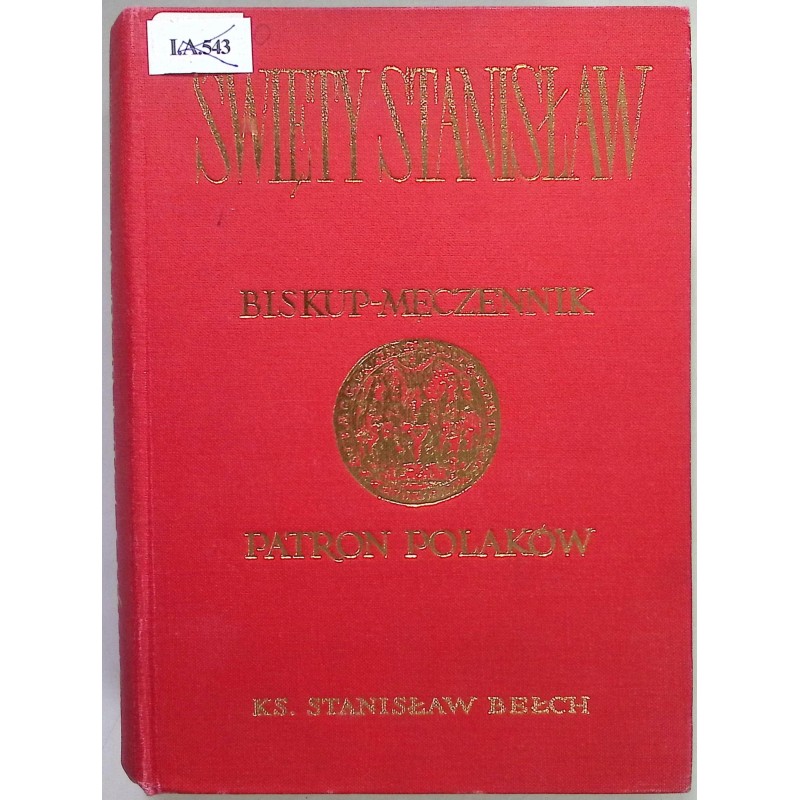 I.A.543
ŚWIĘTY STANISŁAW
BISKUP-MĘCZENNIK
PATRON POLAKÓW
KS. STANISŁAW BEŁCH